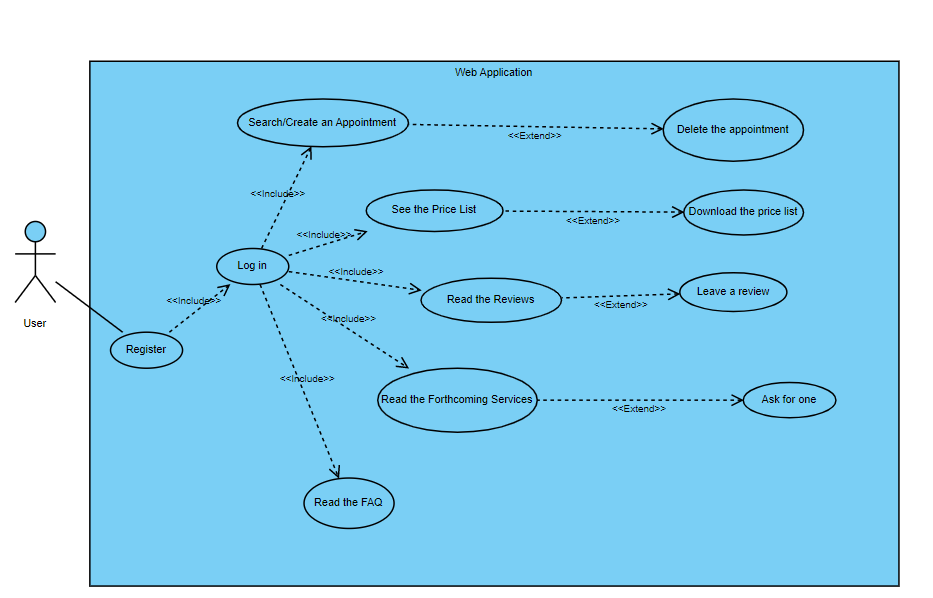 Web Application
Search/Create an Appointment
<<Extend>>
Delete the appointment
<<Include>>
See the Price List
<<Extend>>
Download the price list
<<Include>>
Log in
<<Include>>
Read the Reviews
<<Extend>>
Leave a review
<<Include>>
<<Include>>
User
Register
<<Include>>
Read the Forthcoming Services
<<Extend>>
Ask for one
Read the FAQ